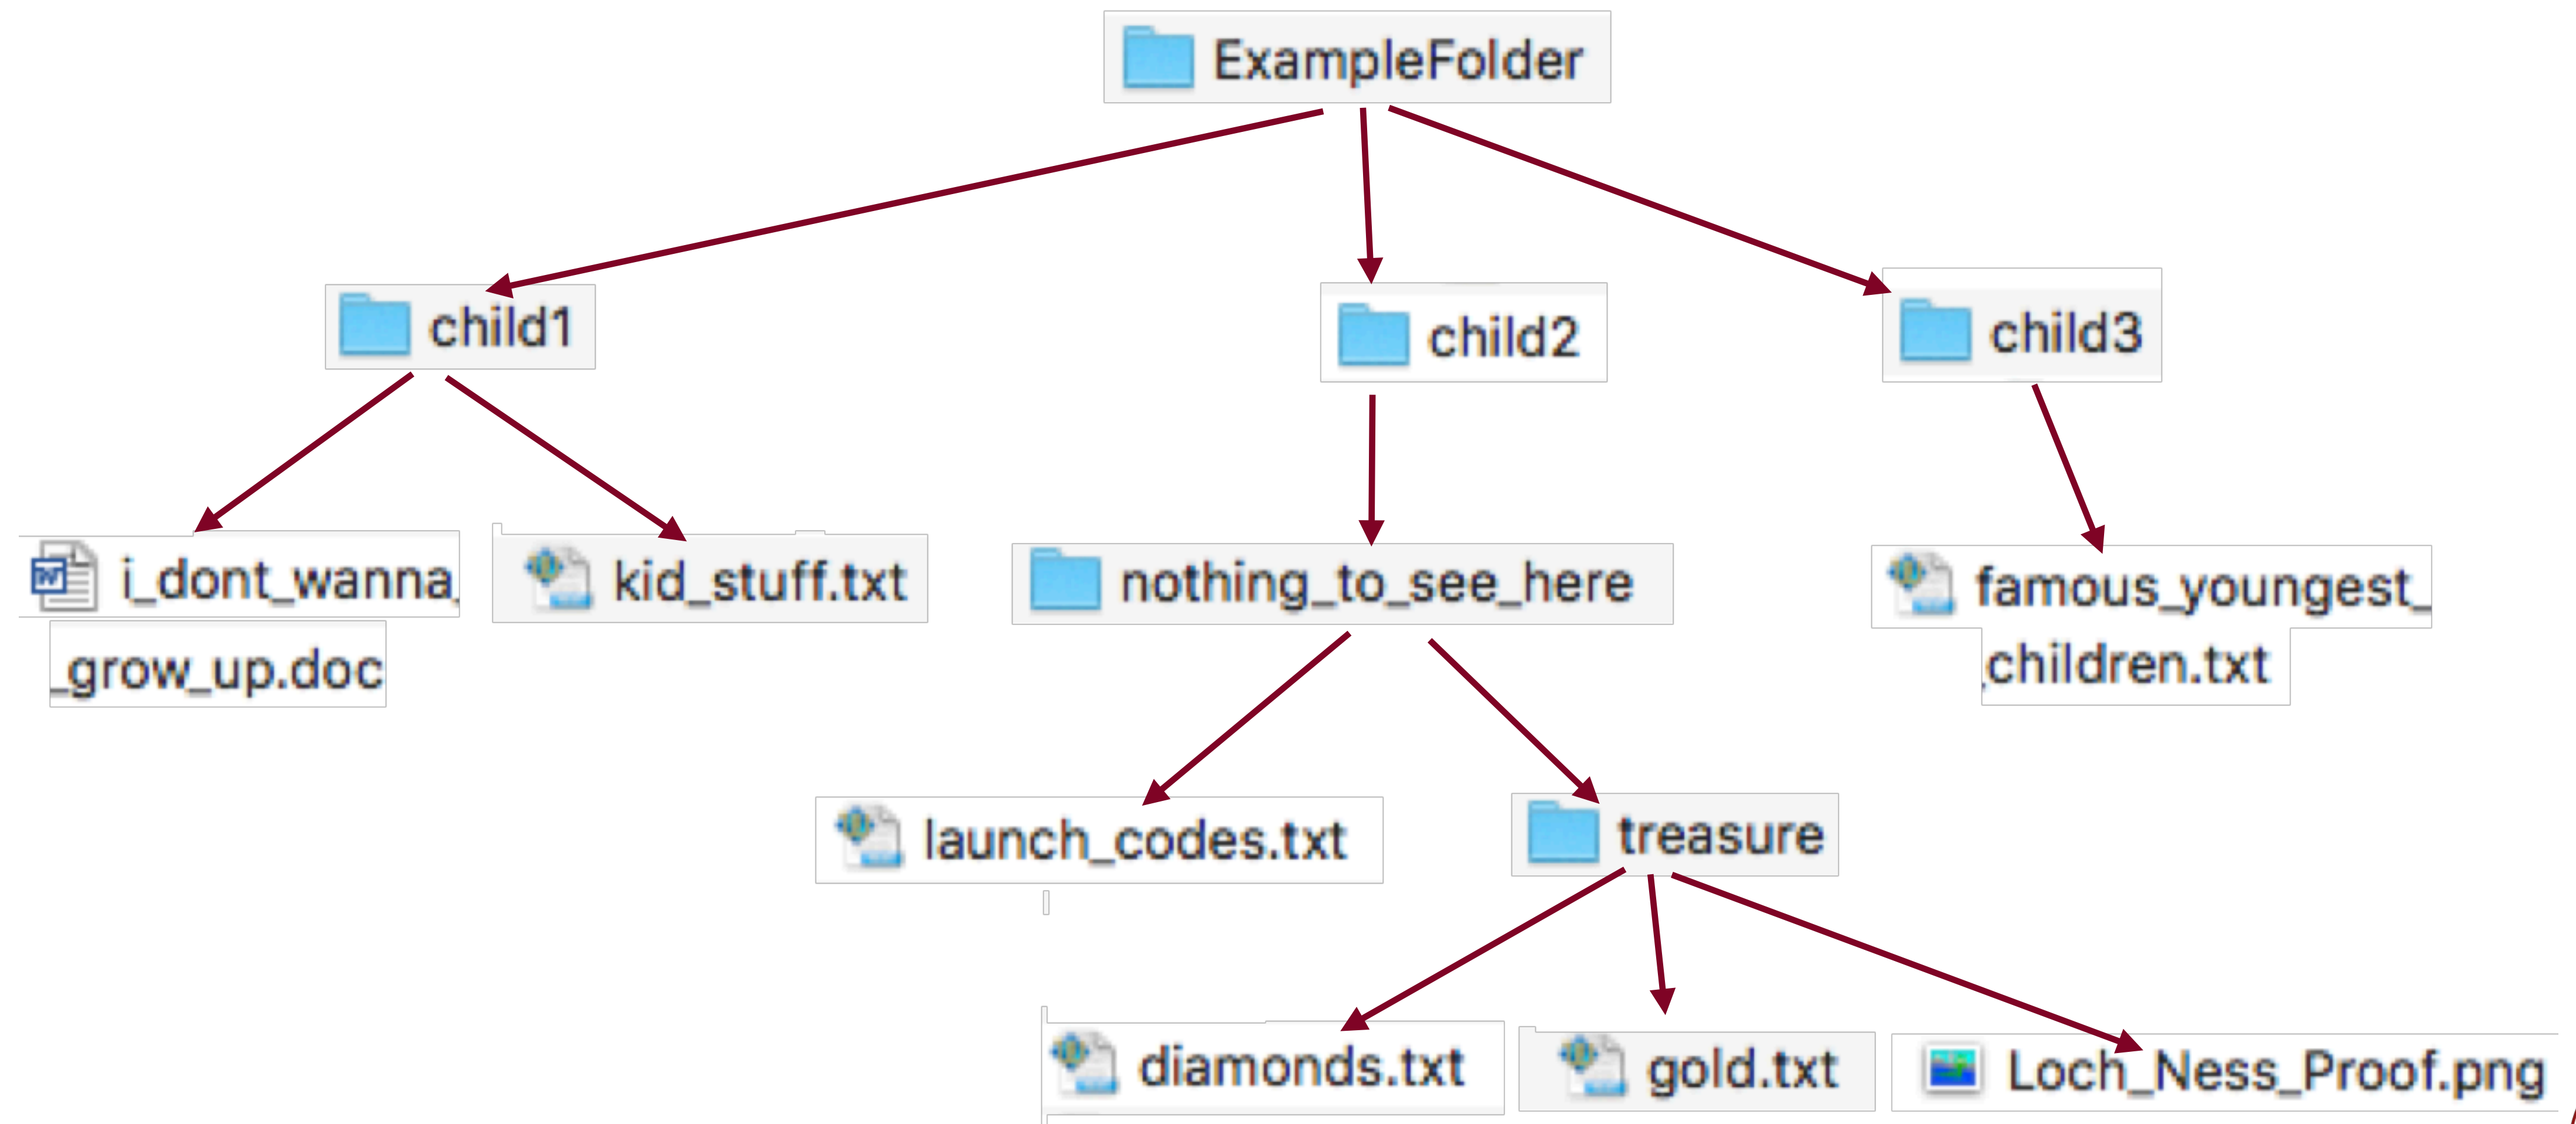 ExampleFolder
child1
child2
child3
i_dont_wanna_
_grow_up.doc
kid_stuff.txt
nothing_to_see_here
famous_youngest_
children.txt
launch_codes.txt
treasure
diamonds.txt
gold.txt
Loch_Ness_Proof.png